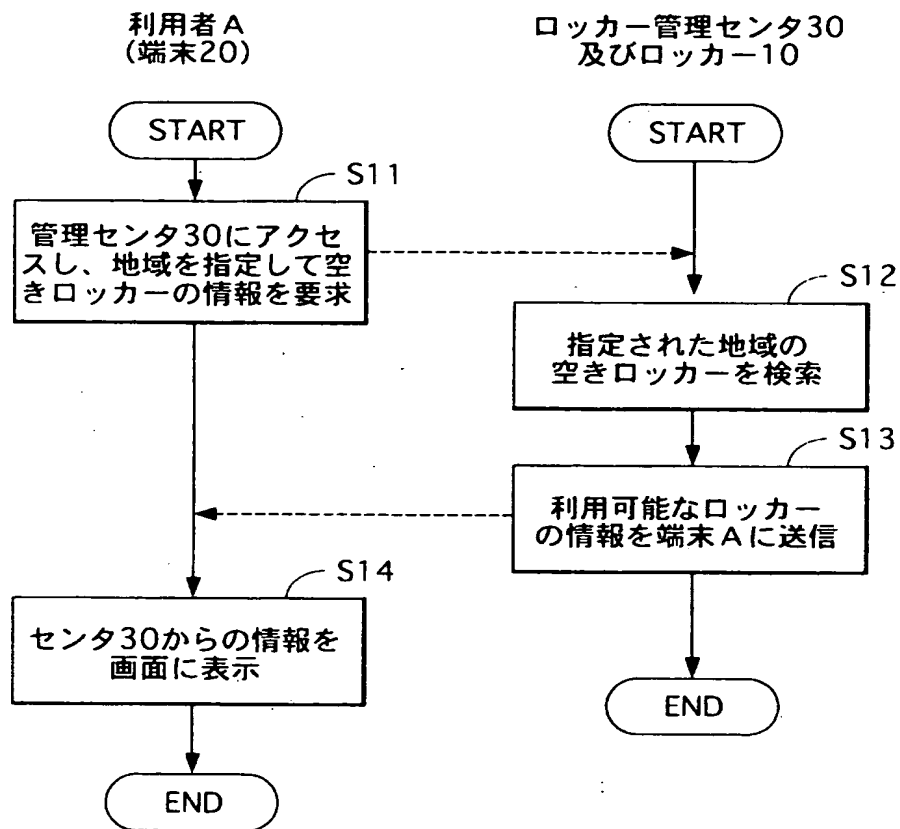 利用者A
(端末20)
ロッカー管理センタ30
及びロッカー10
START
START
S11
管理センタ30にアクセ
スし、地域を指定して空
きロッカーの情報を要求
S12
指定された地域の
空きロッカーを検索
S13
利用可能なロッカー
の情報を端末Aに送信
S14
センタ30からの情報を
画面に表示
END
END